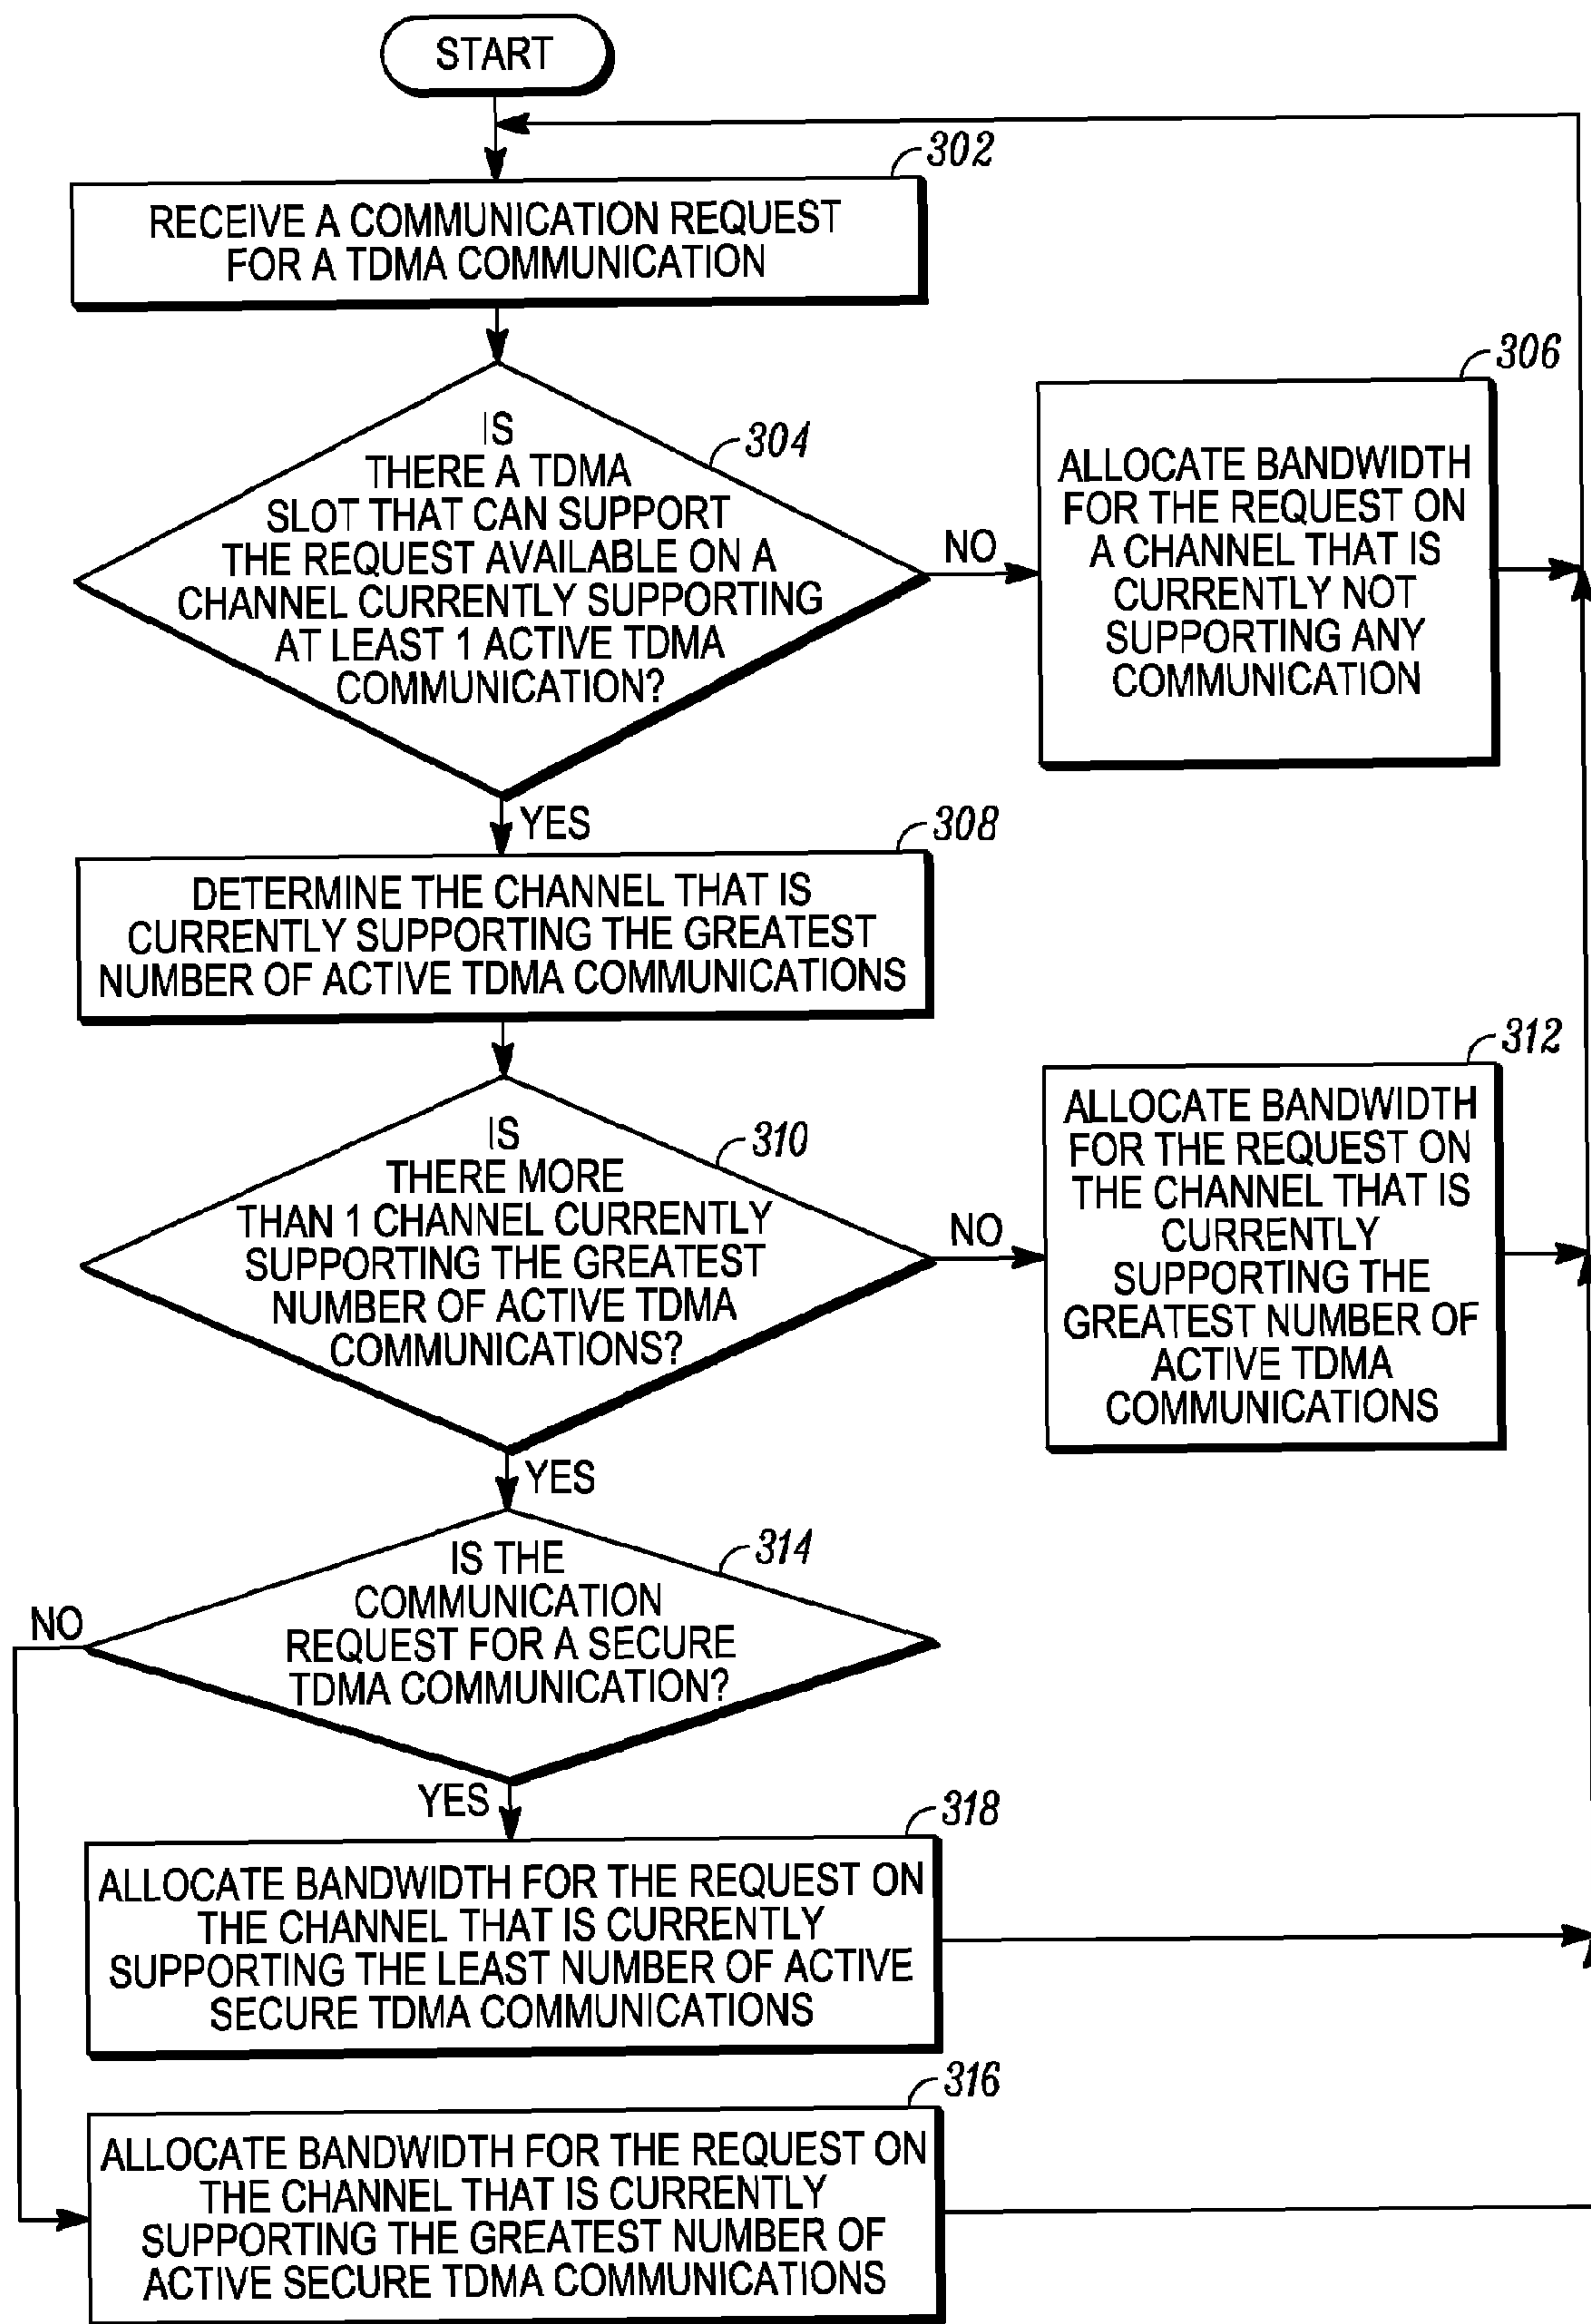 START
302
RECEIVE A COMMUNICATION REQUEST
FOR A TDMA COMMUNICATION
304
IS
THERE A TDMA
SLOT THAT CAN SUPPORT
THE REQUEST AVAILABLE ON A
CHANNEL CURRENTLY SUPPORTING
AT LEAST 1 ACTIVE TDMA
COMMUNICATION?
NO
306
ALLOCATE BANDWIDTH
FOR THE REQUEST ON
A CHANNEL THAT IS
CURRENTLY NOT
SUPPORTING ANY
COMMUNICATION
YES
308
DETERMINE THE CHANNEL THAT IS
CURRENTLY SUPPORTING THE GREATEST
NUMBER OF ACTIVE TDMA COMMUNICATIONS
310
IS
THERE MORE
THAN 1 CHANNEL CURRENTLY
SUPPORTING THE GREATEST
NUMBER OF ACTIVE TDMA
COMMUNICATIONS?
NO
312
ALLOCATE BANDWIDTH
FOR THE REQUEST ON
THE CHANNEL THAT IS
CURRENTLY
SUPPORTING THE
GREATEST NUMBER OF
ACTIVE TDMA
COMMUNICATIONS
YES
314
IS THE
COMMUNICATION
REQUEST FOR A SECURE
TDMA COMMUNICATION?
NO
YES
318
ALLOCATE BANDWIDTH FOR THE REQUEST ON
THE CHANNEL THAT IS CURRENTLY
SUPPORTING THE LEAST NUMBER OF ACTIVE
SECURE TDMA COMMUNICATIONS
316
ALLOCATE BANDWIDTH FOR THE REQUEST ON
THE CHANNEL THAT IS CURRENTLY
SUPPORTING THE GREATEST NUMBER OF
ACTIVE SECURE TDMA COMMUNICATIONS